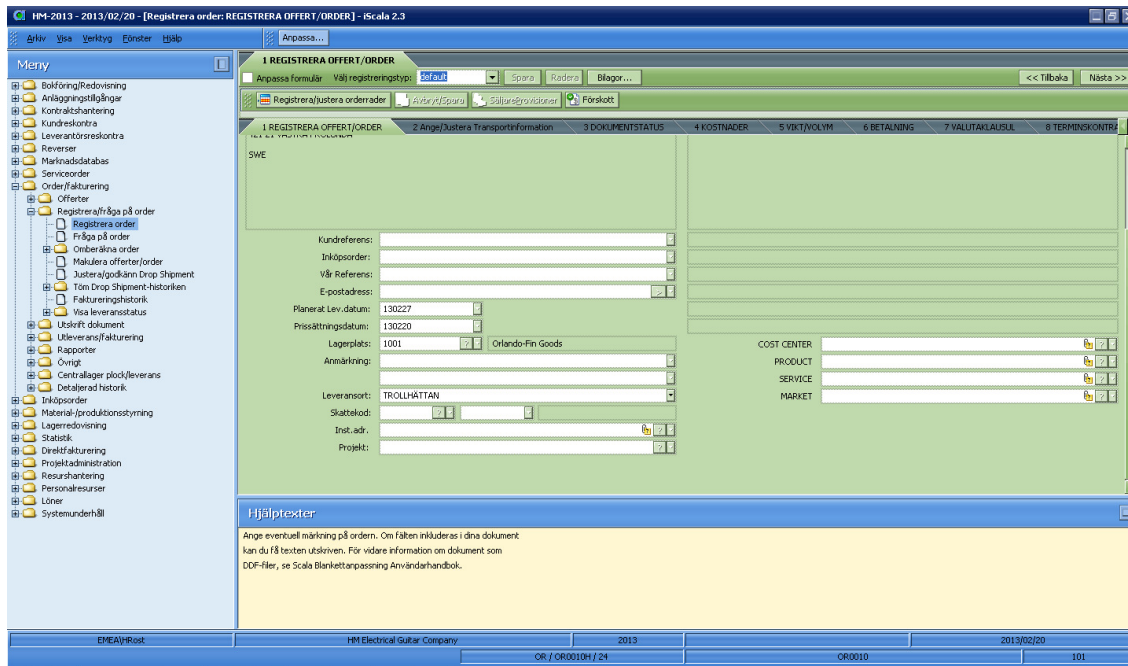 HM-2013 - 2013/02/20 - [Registrera order: REGISTRERA OFFERT/ORDER] - iScala 2.3
Arkiv Visa Verktyg Fönster Hjälp
Anpassa...
Meny
Bokföring/Redovisning
Anläggningstillgångar
Kontraktshantering
Kundreskontra
Leverantörsreskontra
Reverser
Marknadsdatabas
Serviceorder
Order/fakturering
Offerter
Registrera/fråga på order
Registrera order
Fråga på order
Omberäkna order
Makulera offerter/order
Justera/godkänn Drop Shipment
Töm Drop Shipment-historiken
Faktureringshistorik
Visa leveransstatus
Utskrift dokument
Utleverans/fakturering
Rapporter
Övrigt
Centrallager plock/leverans
Detaljerad historik
Inköpsorder
Material-/produktionsstyrning
Lagerredovisning
Statistik
Direktfakturering
Projektadministration
Resurshantering
Personalresurser
Löner
Systemunderhåll
1 REGISTRERA OFFERT/ORDER
Anpassa formulär Välj registreringstyp: default Spara Radera Bilagor... << Tillbaka Nästa >>
Registrera/justera orderrader Avbryt/Spara Säljareprovisioner Förskott
1 REGISTRERA OFFERT/ORDER 2 Ange/Justera Transportinformation 3 DOKUMENTSTATUS 4 KOSTNADER 5 VIKT/VOLYM 6 BETALNING 7 VALUTAKLAUSUL 8 TERMINSKONTRA
SWE
Kundreferens:
Inköpsorder:
Vår Referens:
E-postadress:
Planerat Lev.datum: 130227
Prissättningsdatum: 130220
Lagerplats: 1001 Orlando-Fin Goods
Anmärkning:
Leveransort: TROLLHÄTTAN
Skattekod:
Inst.adr.
Projekt:
COST CENTER
PRODUCT
SERVICE
MARKET
Hjälptexter
Ange eventuell märkning på ordern. Om fälten inkluderas i dina dokument
kan du få texten utskriven. För vidare information om dokument som
DDF-filer, se Scala Blankettanpassning Användarhandbok.
EMEA\HRost HM Electrical Guitar Company 2013 2013/02/20
OR / OR0010H / 24 OR0010 101